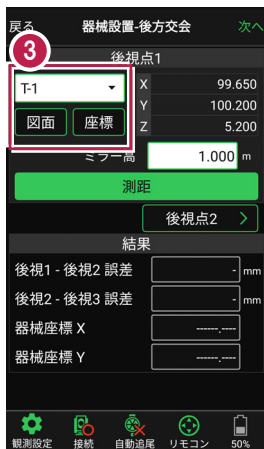 戻る 器械設置-後方交会 次へ
3
後視点1
T-1 X 99.650
Y 100.200
図面 座標 Z 5.200
ミラー高 1.000 m
測距
後視点2 >
結果
後視1 - 後視2 誤差 - mm
後視2 - 後視3 誤差 - mm
器械座標 X ------.----
器械座標 Y ------.----
観測設定 接続 自動追尾 リモコン 50%